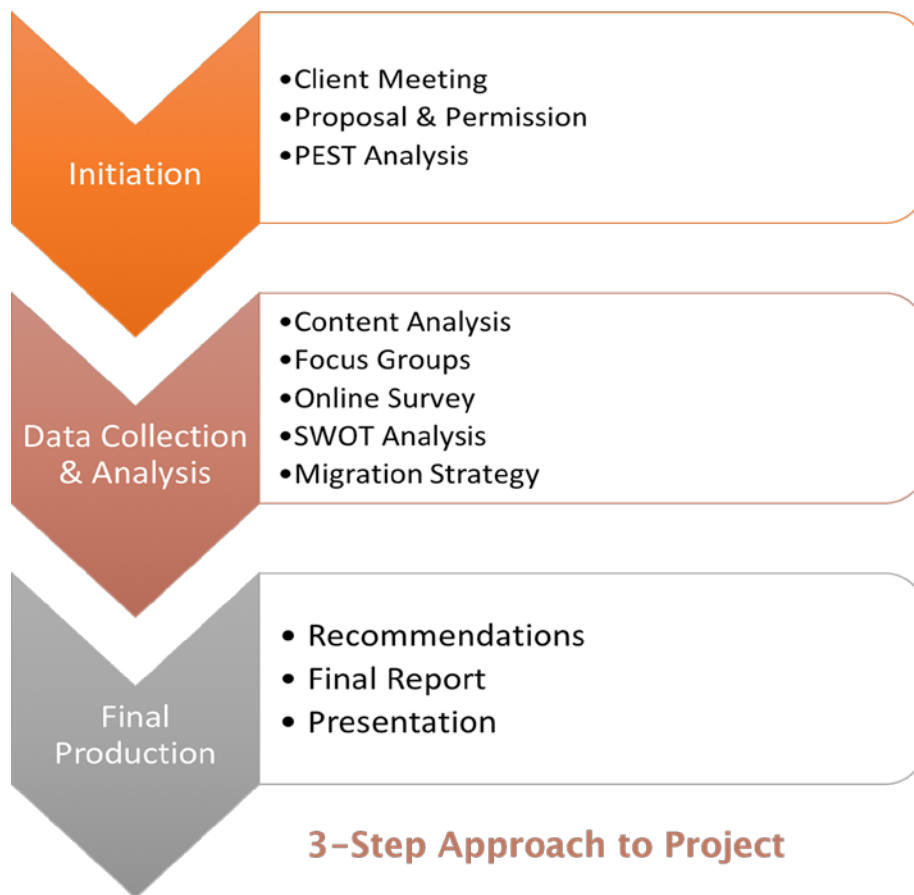 Initiation
•Client Meeting
•Proposal & Permission
•PEST Analysis
Data Collection
& Analysis
•Content Analysis
•Focus Groups
•Online Survey
•SWOT Analysis
•Migration Strategy
Final
Production
• Recommendations
• Final Report
• Presentation
3-Step Approach to Project